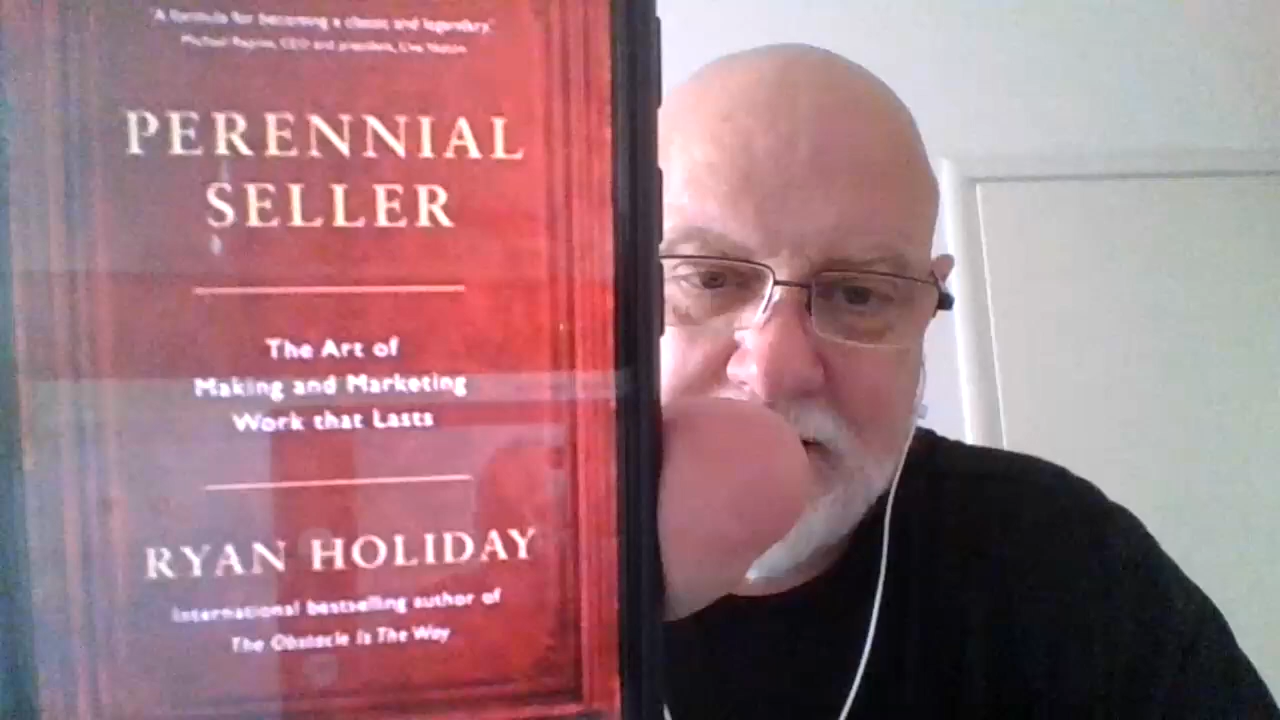 'A formula for becoming a classic and legendary.'
Michael Rapino, CEO and president, Live Nation
PERENNIAL
SELLER
The Art of
Making and Marketing
Work that Lasts
RYAN HOLIDAY
International bestselling author of
The Obstacle Is The Way